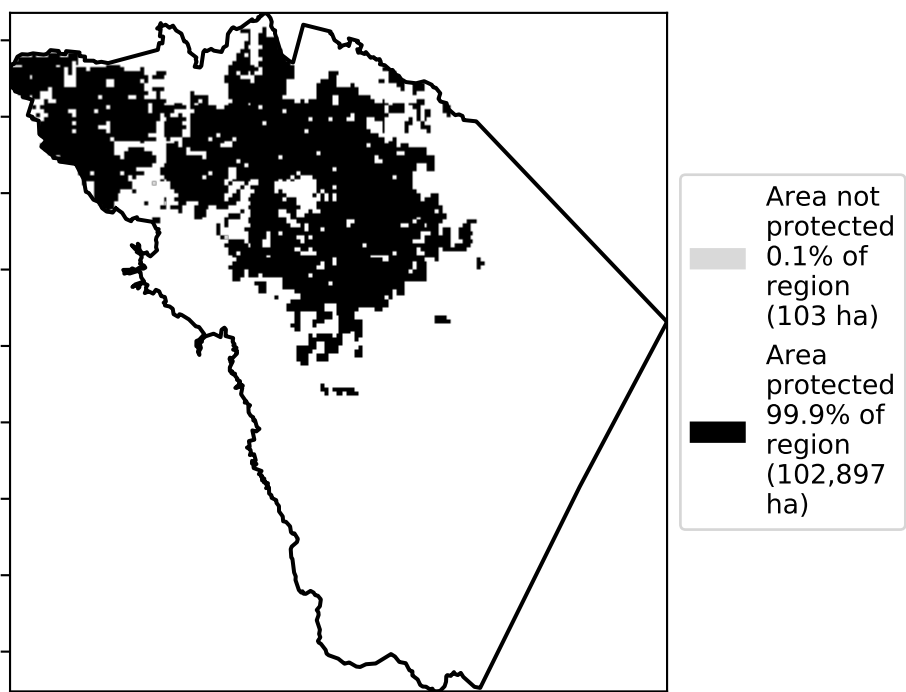 Area not
protected
0.1% of
region
(103 ha)
Area
protected
99.9% of
region
(102,897
ha)